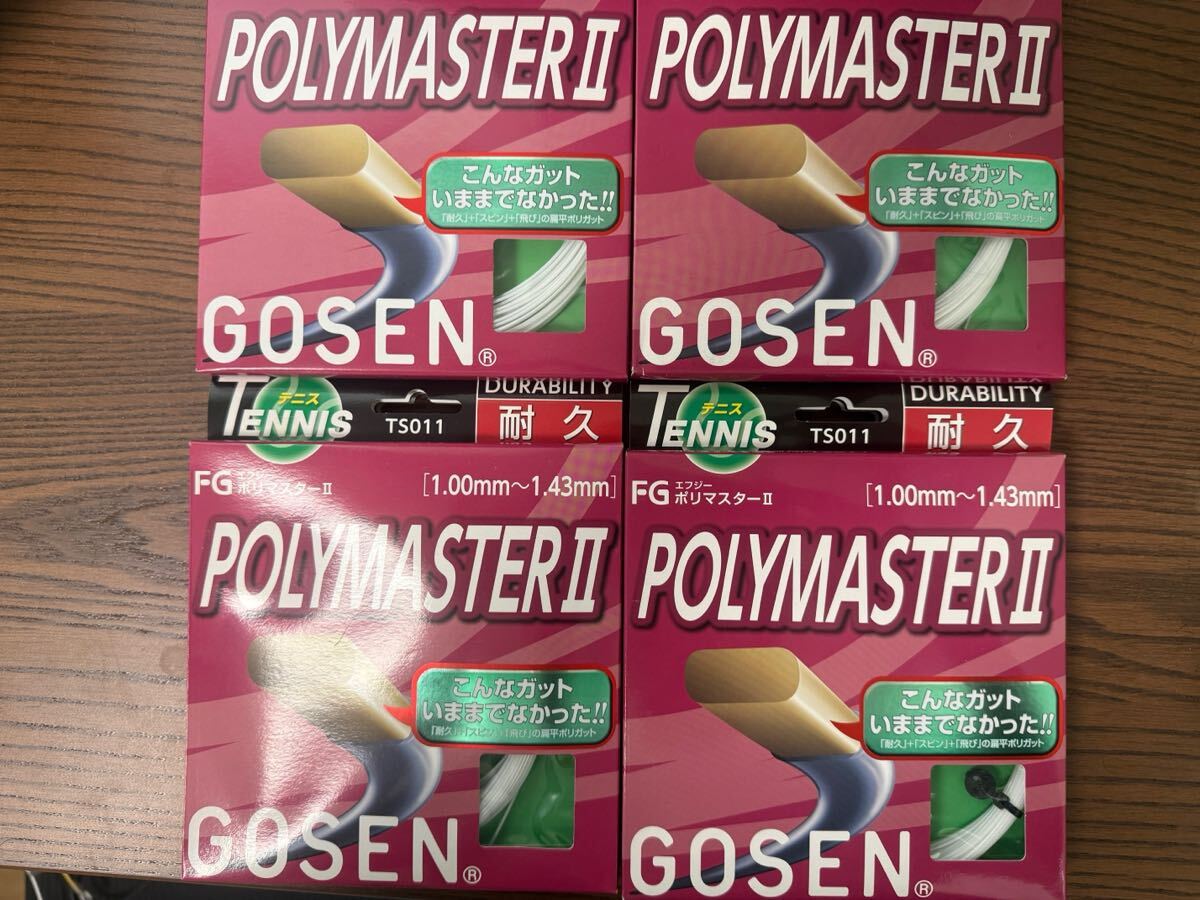 POLYMASTER II
こんなガット
いままでなかった!!
「耐久」+「スピン」+「飛び」の扁平ポリガット
GOSEN®
POLYMASTER II
こんなガット
いままでなかった!!
「耐久」+「スピン」+「飛び」の扁平ポリガット
GOSEN®
テニス
TENNIS
TS011
DURABILITY
耐久
FG エフジー
ポリマスターII
[1.00mm～1.43mm]
POLYMASTER II
こんなガット
いままでなかった!!
「耐久」+「スピン」+「飛び」の扁平ポリガット
GOSEN®
テニス
TENNIS
TS011
DURABILITY
耐久
FG エフジー
ポリマスターII
[1.00mm～1.43mm]
POLYMASTER II
こんなガット
いままでなかった!!
「耐久」+「スピン」+「飛び」の扁平ポリガット
GOSEN®